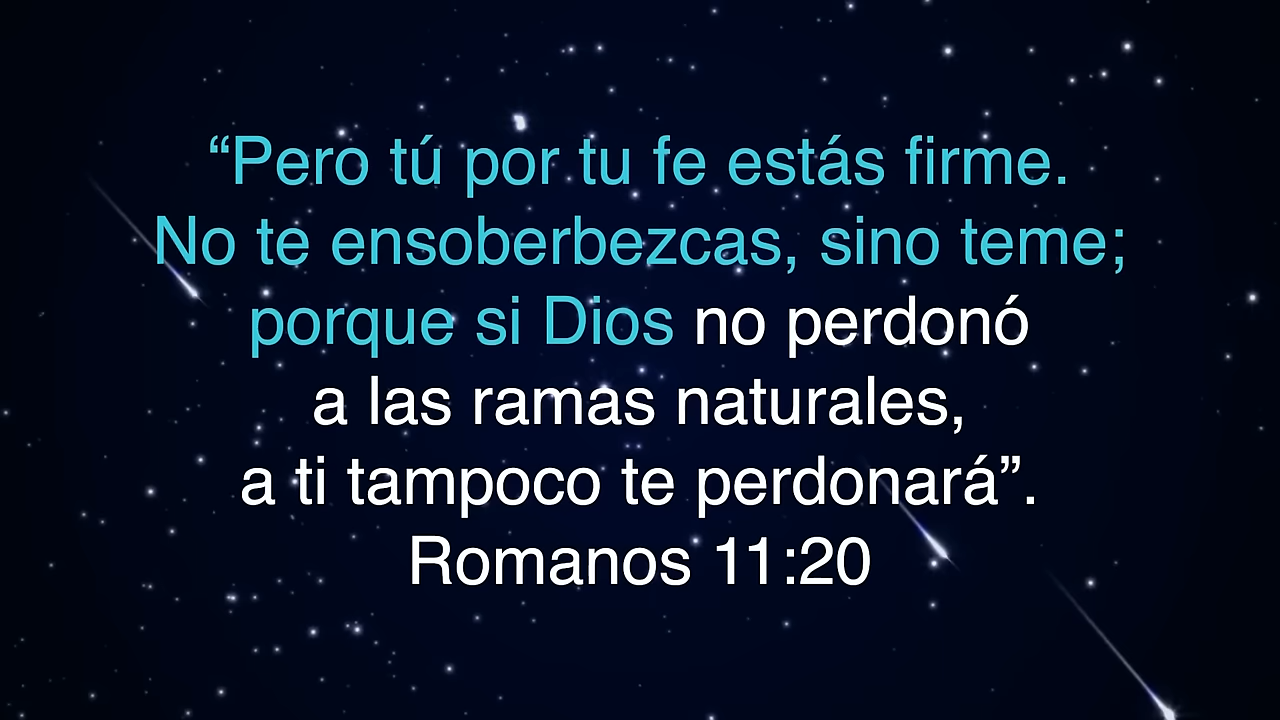 “Pero tú por tu fe estás firme.
No te ensoberbezcas, sino teme;
porque si Dios no perdonó
a las ramas naturales,
a ti tampoco te perdonará”.
Romanos 11:20